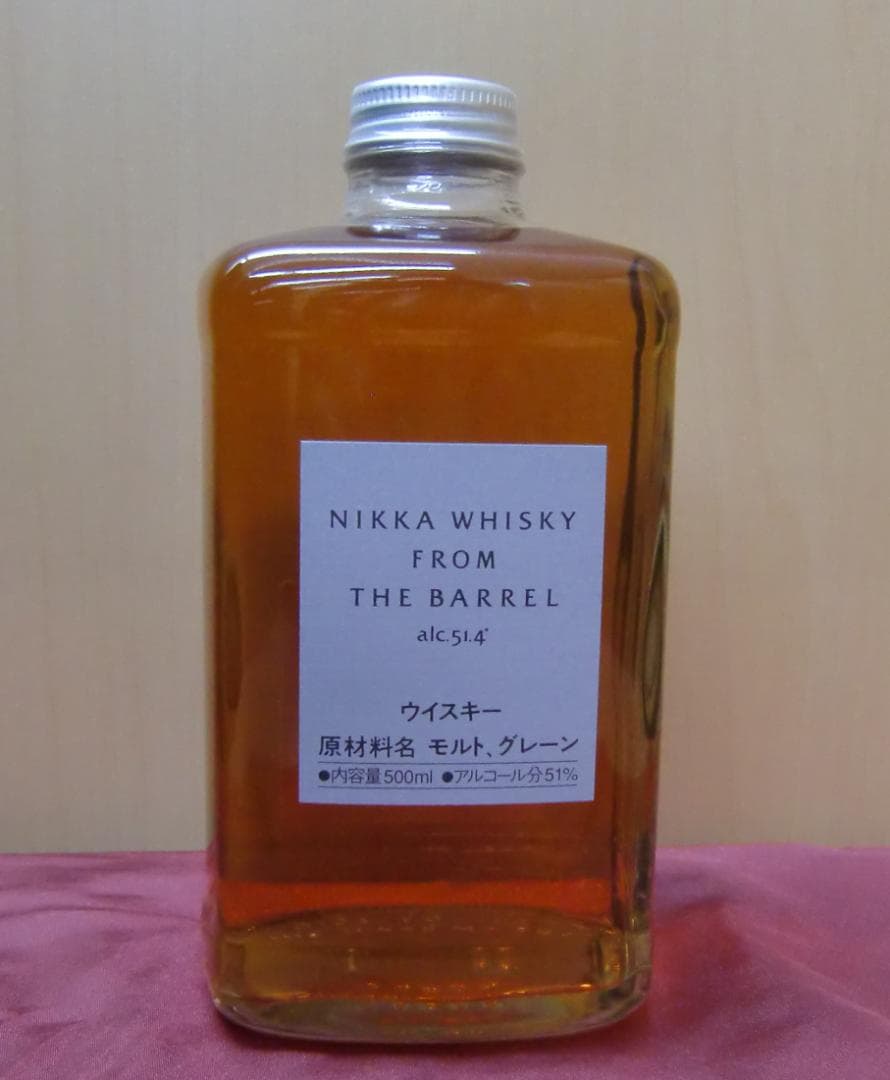 NIKKA WHISKY
FROM
THE BARREL
alc.51.4°
ウイスキー
原材料名 モルト、グレーン
●内容量500ml ●アルコール分51%